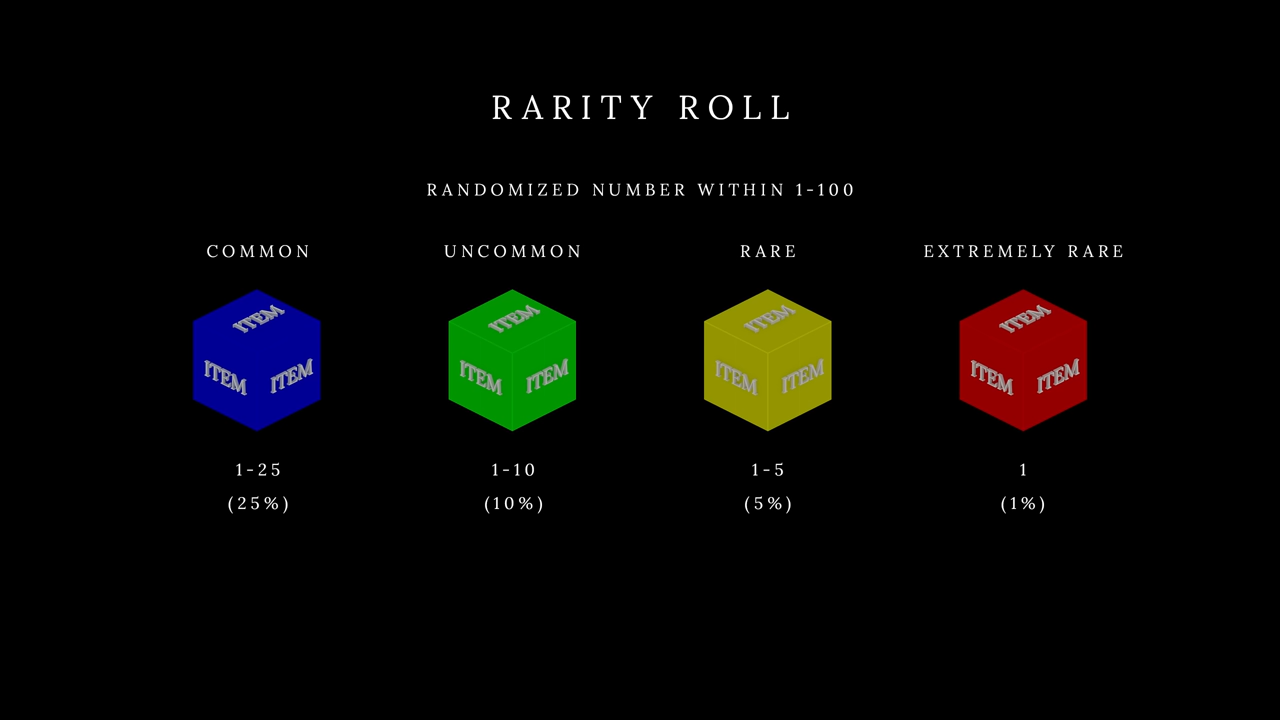 RARITY ROLL
RANDOMIZED NUMBER WITHIN 1-100
COMMON UNCOMMON RARE EXTREMELY RARE
ITEM ITEM ITEM ITEM
ITEM ITEM ITEM ITEM ITEM ITEM ITEM ITEM
1-25 1-10 1-5 1
(25%) (10%) (5%) (1%)